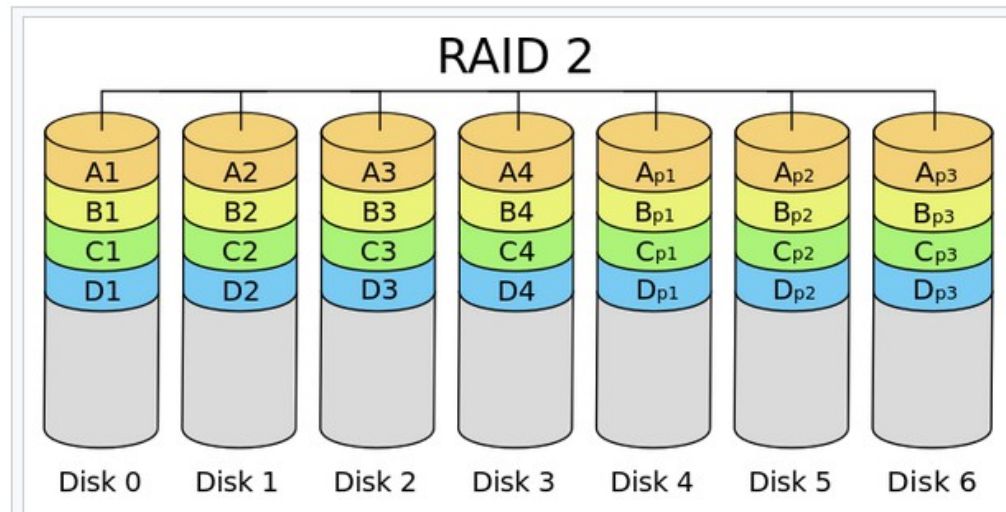 RAID 2
A1 A2 A3 A4 Ap1 Ap2 Ap3
B1 B2 B3 B4 Bp1 Bp2 Bp3
C1 C2 C3 C4 Cp1 Cp2 Cp3
D1 D2 D3 D4 Dp1 Dp2 Dp3
Disk 0 Disk 1 Disk 2 Disk 3 Disk 4 Disk 5 Disk 6